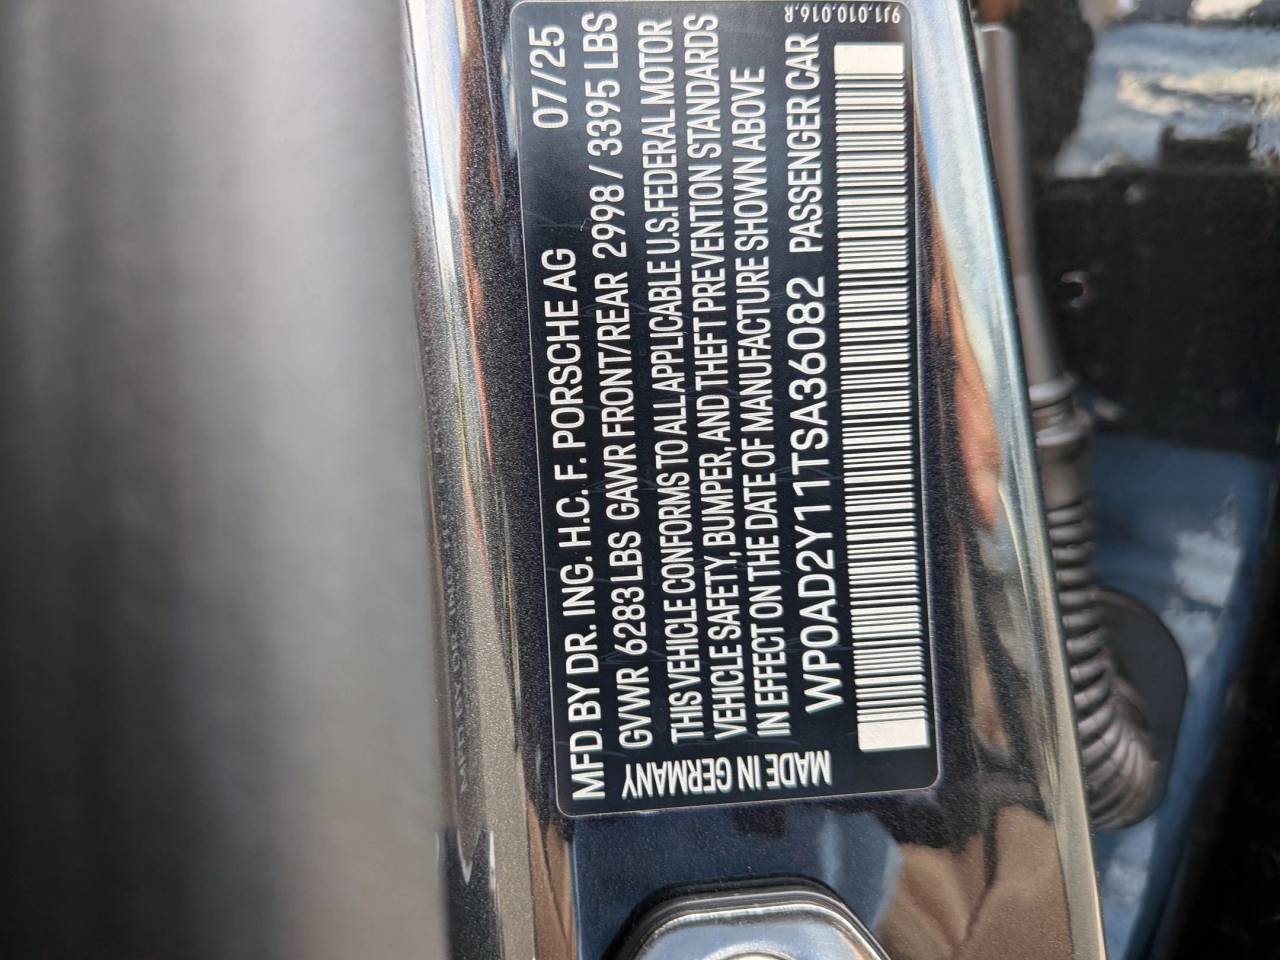 MFD. BY DR. ING. H.C. F. PORSCHE AG 07/25
GVWR 6283 LBS GAWR FRONT/REAR 2998 / 3395 LBS
THIS VEHICLE CONFORMS TO ALL APPLICABLE U.S. FEDERAL MOTOR
VEHICLE SAFETY, BUMPER, AND THEFT PREVENTION STANDARDS
IN EFFECT ON THE DATE OF MANUFACTURE SHOWN ABOVE
WP0AD2Y11TSA36082 PASSENGER CAR
MADE IN GERMANY
9J1.010.016.R